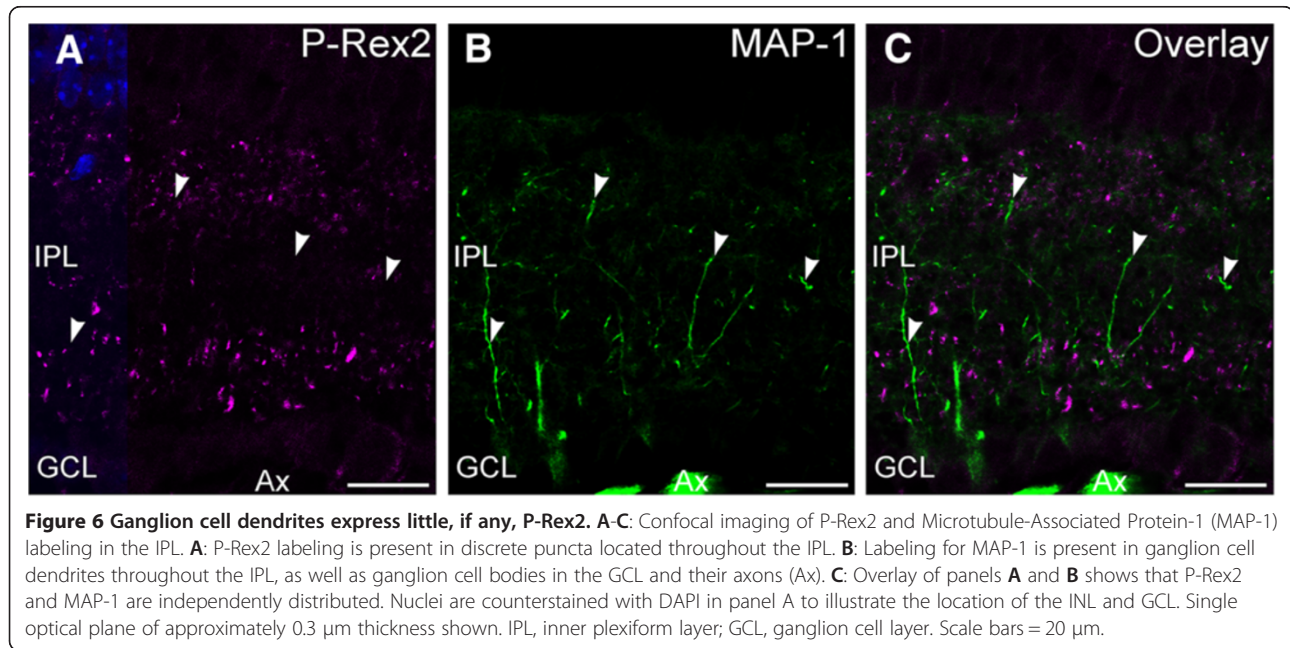 A P-Rex2
B MAP-1
C Overlay
IPL
IPL
IPL
GCL
GCL
GCL
Ax
Ax
Ax
Figure 6 Ganglion cell dendrites express little, if any, P-Rex2. A-C: Confocal imaging of P-Rex2 and Microtubule-Associated Protein-1 (MAP-1)
labeling in the IPL. A: P-Rex2 labeling is present in discrete puncta located throughout the IPL. B: Labeling for MAP-1 is present in ganglion cell
dendrites throughout the IPL, as well as ganglion cell bodies in the GCL and their axons (Ax). C: Overlay of panels A and B shows that P-Rex2
and MAP-1 are independently distributed. Nuclei are counterstained with DAPI in panel A to illustrate the location of the INL and GCL. Single
optical plane of approximately 0.3 μm thickness shown. IPL, inner plexiform layer; GCL, ganglion cell layer. Scale bars = 20 μm.